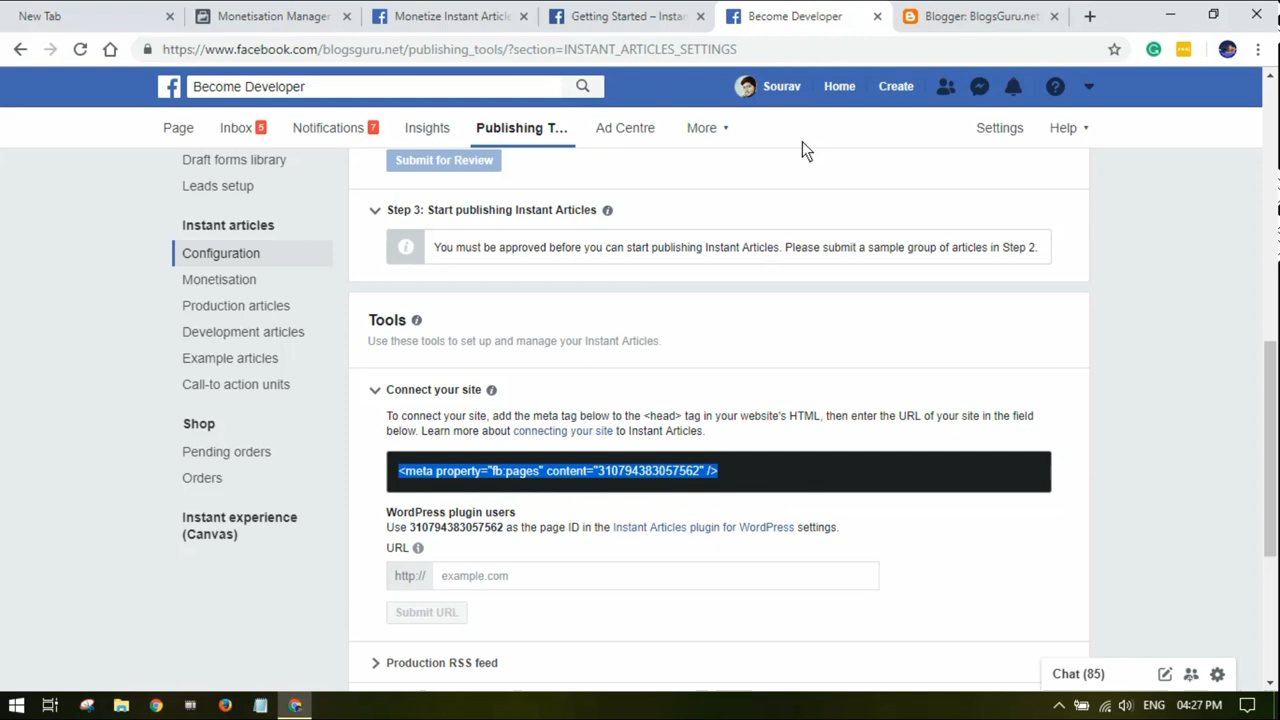 New Tab
Monetisation Manager
Monetize Instant Articl
Getting Started – Instan
Become Developer
Blogger: BlogsGuru.net
https://www.facebook.com/blogsguru.net/publishing_tools/?section=INSTANT_ARTICLES_SETTINGS
Become Developer
Sourav
Home
Create
Page
Inbox 5
Notifications 7
Insights
Publishing T...
Ad Centre
More
Settings
Help
Draft forms library
Leads setup
Instant articles
Configuration
Monetisation
Production articles
Development articles
Example articles
Call-to action units
Shop
Pending orders
Orders
Instant experience
(Canvas)
Submit for Review
Step 3: Start publishing Instant Articles
You must be approved before you can start publishing Instant Articles. Please submit a sample group of articles in Step 2.
Tools
Use these tools to set up and manage your Instant Articles.
Connect your site
To connect your site, add the meta tag below to the <head> tag in your website's HTML, then enter the URL of your site in the field
below. Learn more about connecting your site to Instant Articles.
<meta property="fb:pages" content="310794383057562" />
WordPress plugin users
Use 310794383057562 as the page ID in the Instant Articles plugin for WordPress settings.
URL
http:// example.com
Submit URL
Production RSS feed
Chat (85)
ENG
04:27 PM